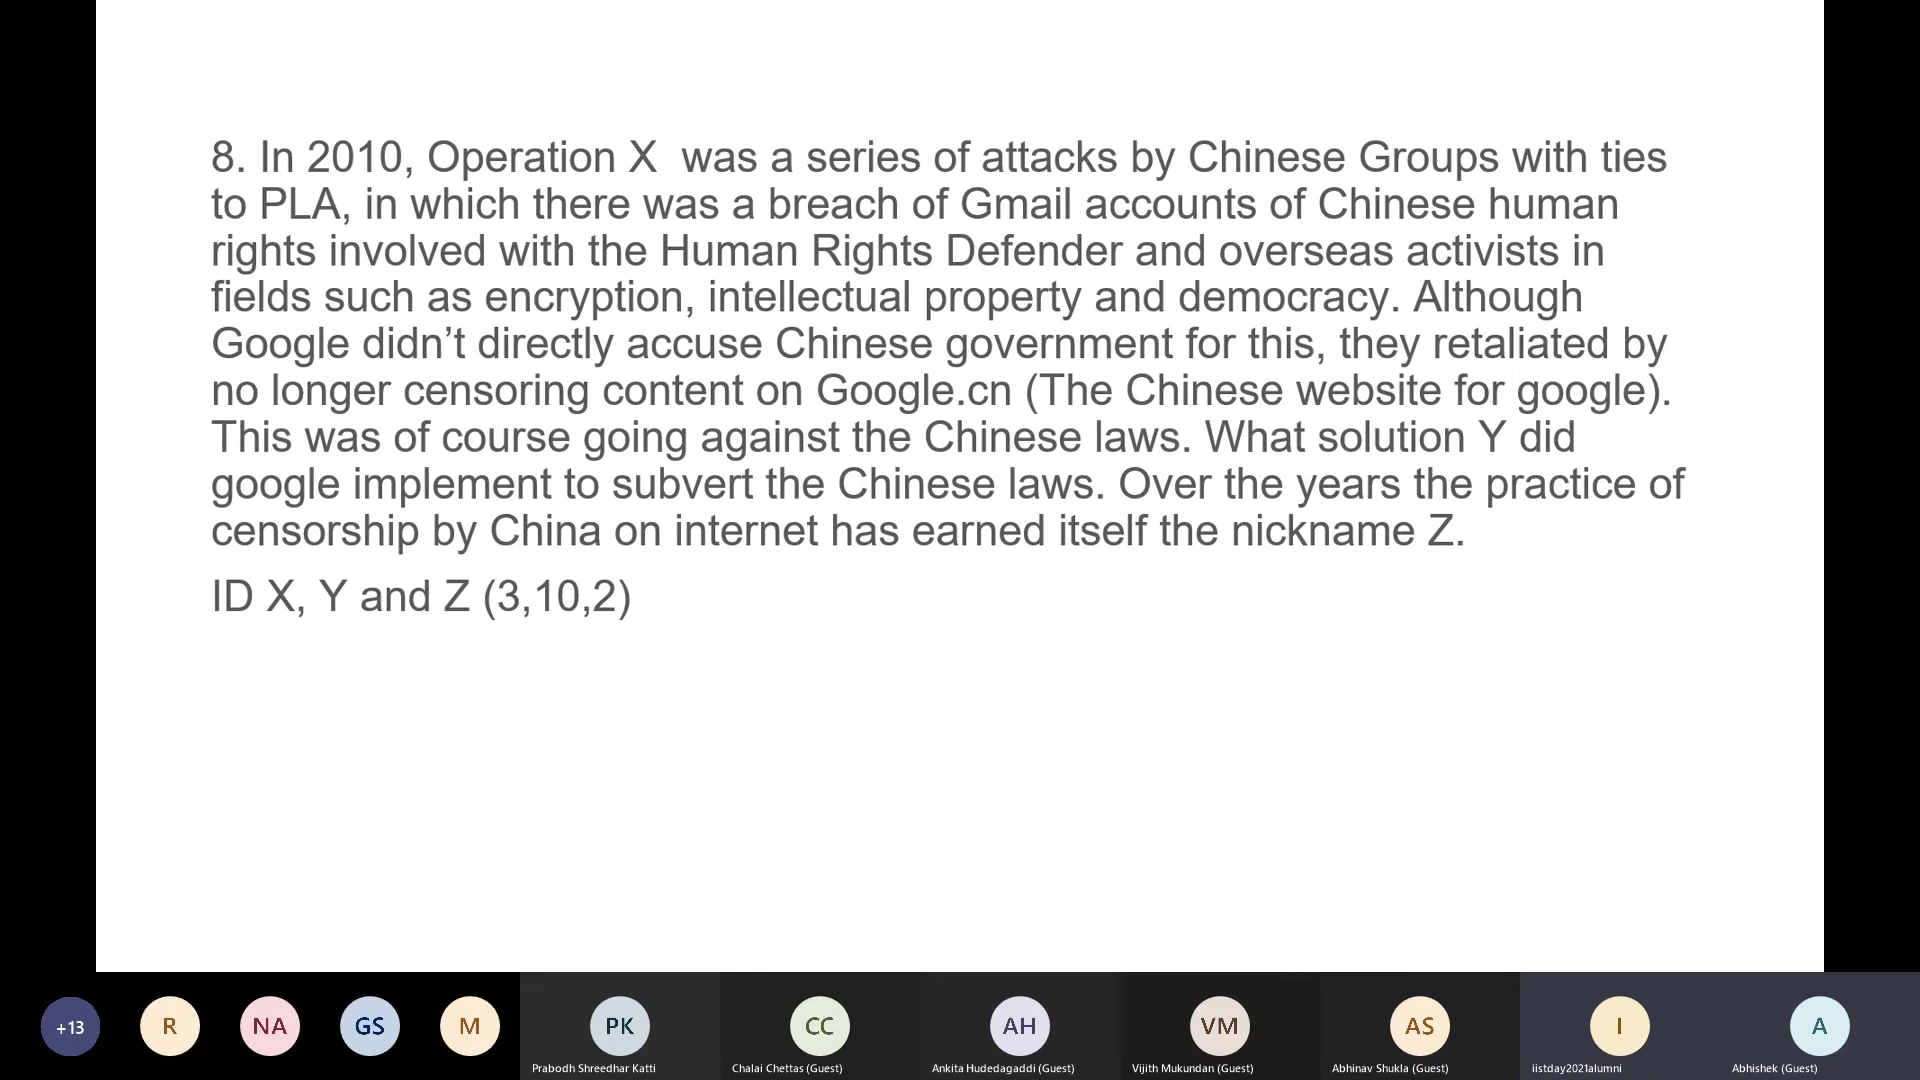 8. In 2010, Operation X  was a series of attacks by Chinese Groups with ties
to PLA, in which there was a breach of Gmail accounts of Chinese human
rights involved with the Human Rights Defender and overseas activists in
fields such as encryption, intellectual property and democracy. Although
Google didn’t directly accuse Chinese government for this, they retaliated by
no longer censoring content on Google.cn (The Chinese website for google).
This was of course going against the Chinese laws. What solution Y did
google implement to subvert the Chinese laws. Over the years the practice of
censorship by China on internet has earned itself the nickname Z.
ID X, Y and Z (3,10,2)
+13 R NA GS M PK CC AH VM AS I A
Prabodh Shreedhar Katti Chalai Chettas (Guest) Ankita Hudedagaddi (Guest) Vijith Mukundan (Guest) Abhinav Shukla (Guest) iistday2021alumni Abhishek (Guest)